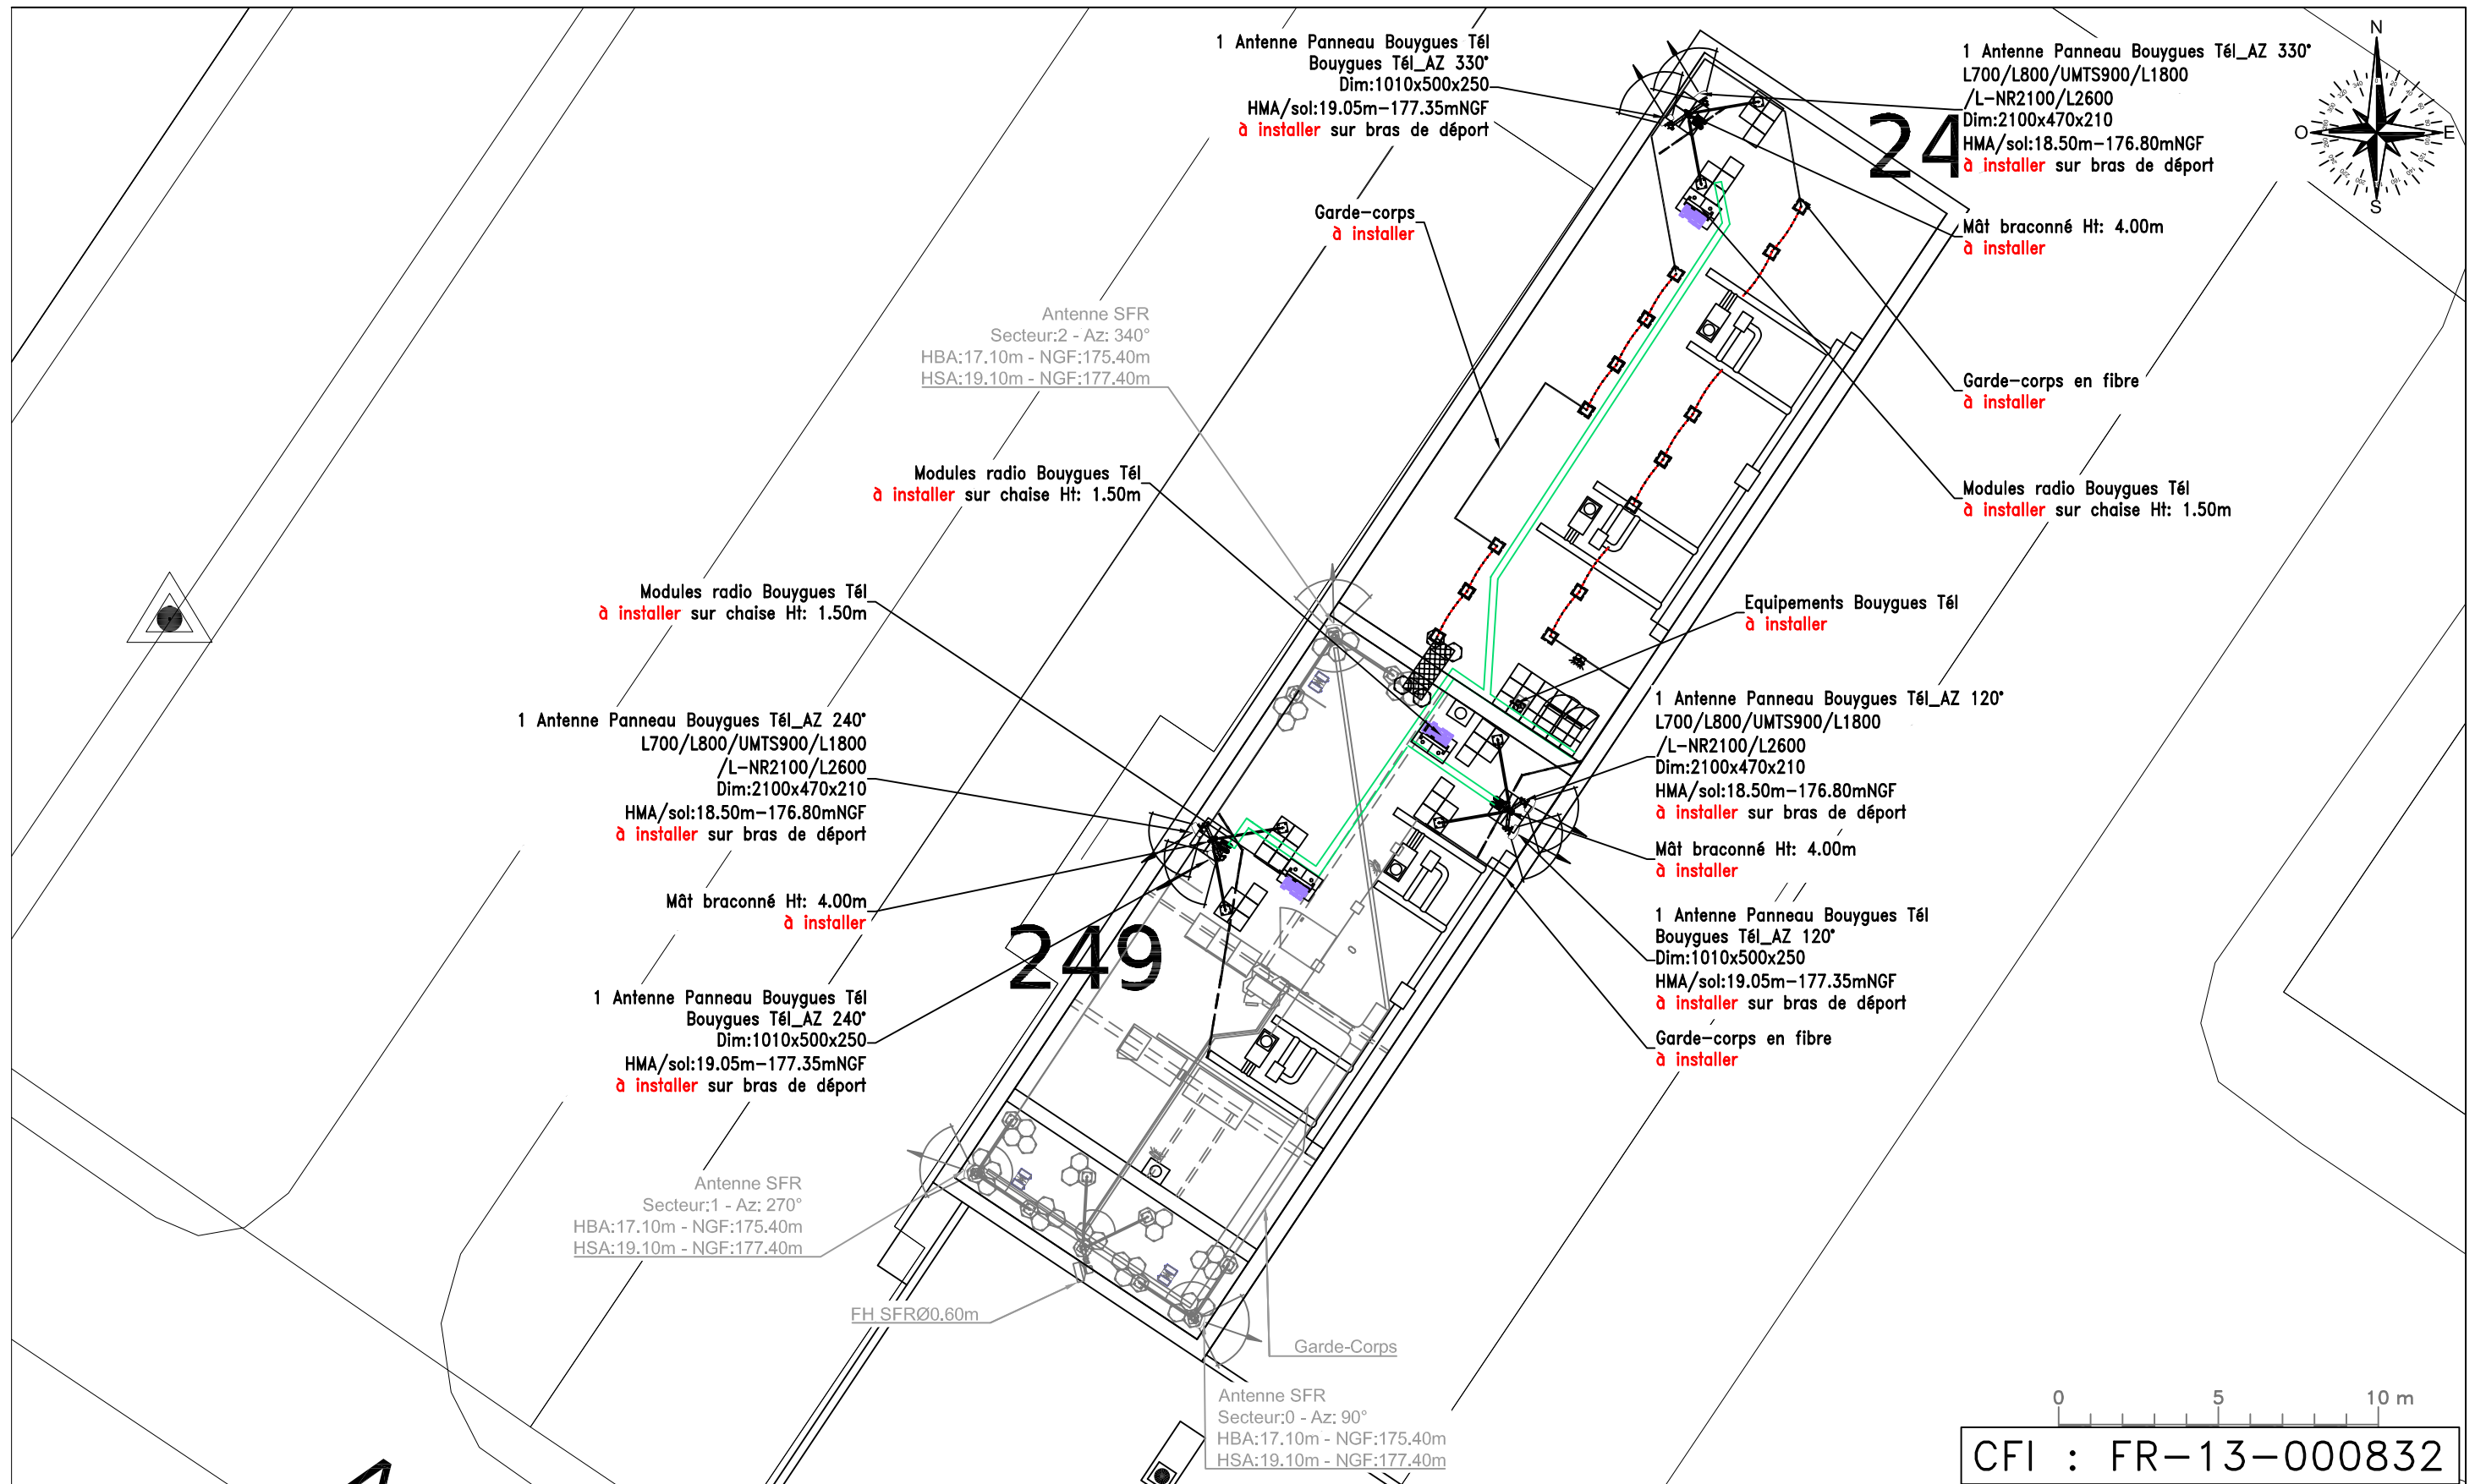 1 Antenne Panneau Bouygues Tél
Bouygues Tél_AZ 330°
Dim:1010x500x250
HMA/sol:19.05m-177.35mNGF
à installer sur bras de départ
1 Antenne Panneau Bouygues Tél_AZ 330°
L700/L800/UMTS900/L1800
/L-NR2100/L2600
Dim:2100x470x210
HMA/sol:18.50m-176.80mNGF
à installer sur bras de départ
N
O
E
S
24
Mât braconné Ht: 4.00m
à installer
Garde-corps
à installer
Antenne SFR
Secteur:2 - Az: 340°
HBA:17.10m - NGF:175.40m
HSA:19.10m - NGF:177.40m
Garde-corps en fibre
à installer
Modules radio Bouygues Tél
à installer sur chaise Ht: 1.50m
Modules radio Bouygues Tél
à installer sur chaise Ht: 1.50m
Modules radio Bouygues Tél
à installer sur chaise Ht: 1.50m
Equipements Bouygues Tél
à installer
1 Antenne Panneau Bouygues Tél_AZ 240°
L700/L800/UMTS900/L1800
/L-NR2100/L2600
Dim:2100x470x210
HMA/sol:18.50m-176.80mNGF
à installer sur bras de départ
1 Antenne Panneau Bouygues Tél_AZ 120°
L700/L800/UMTS900/L1800
/L-NR2100/L2600
Dim:2100x470x210
HMA/sol:18.50m-176.80mNGF
à installer sur bras de départ
Mât braconné Ht: 4.00m
à installer
Mât braconné Ht: 4.00m
à installer
249
1 Antenne Panneau Bouygues Tél
Bouygues Tél_AZ 120°
Dim:1010x500x250
HMA/sol:19.05m-177.35mNGF
à installer sur bras de départ
1 Antenne Panneau Bouygues Tél
Bouygues Tél_AZ 240°
Dim:1010x500x250
HMA/sol:19.05m-177.35mNGF
à installer sur bras de départ
Garde-corps en fibre
à installer
Antenne SFR
Secteur:1 - Az: 270°
HBA:17.10m - NGF:175.40m
HSA:19.10m - NGF:177.40m
FH SFRØ0.60m
Garde-Corps
Antenne SFR
Secteur:0 - Az: 90°
HBA:17.10m - NGF:175.40m
HSA:19.10m - NGF:177.40m
0 5 10 m
CFI : FR-13-000832